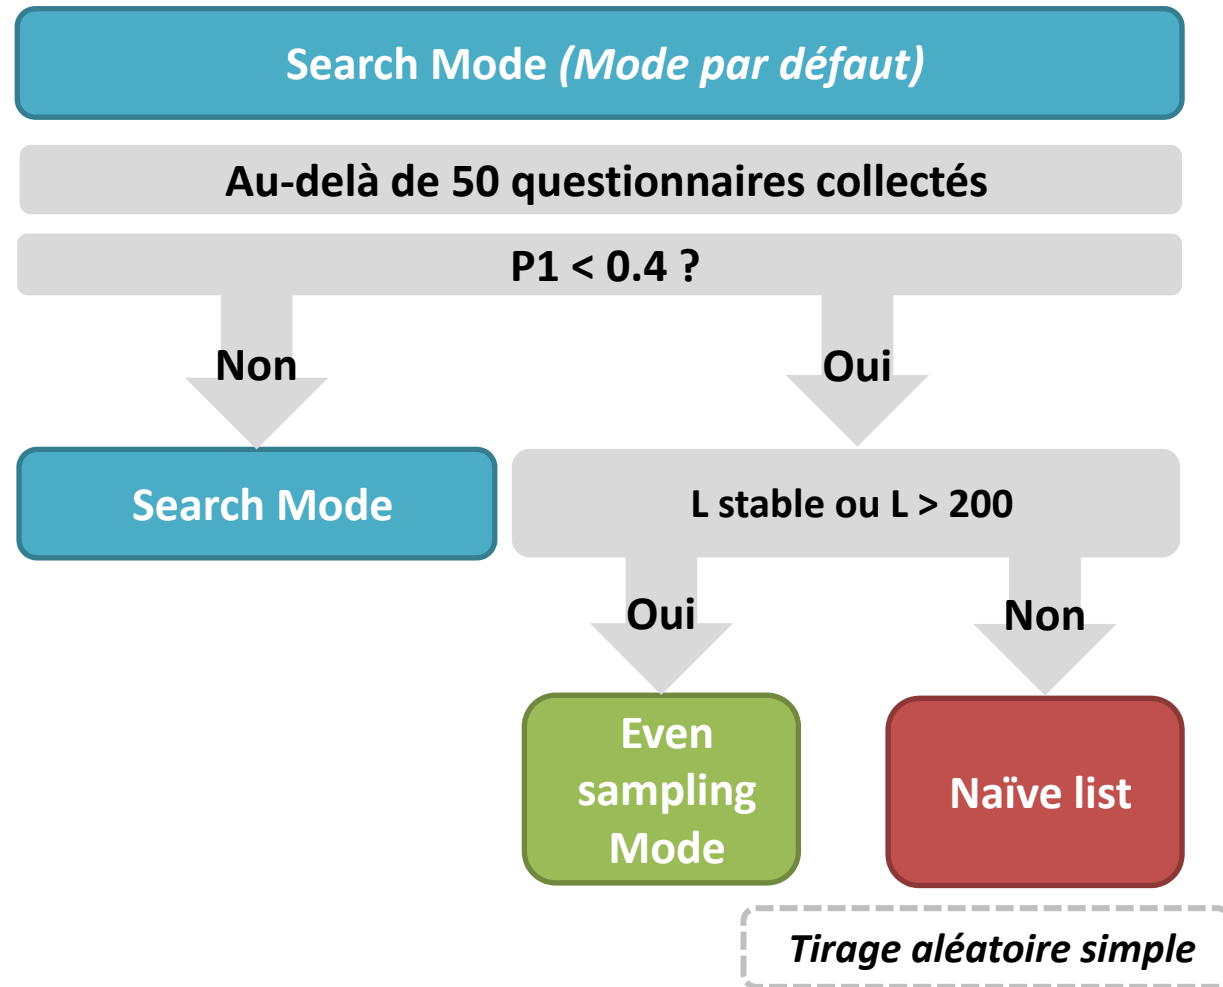 Search Mode (Mode par défaut)
Au-delà de 50 questionnaires collectés
P1 < 0.4 ?
Non
Oui
Search Mode
L stable ou L > 200
Oui
Non
Even
sampling
Mode
Naïve list
Tirage aléatoire simple